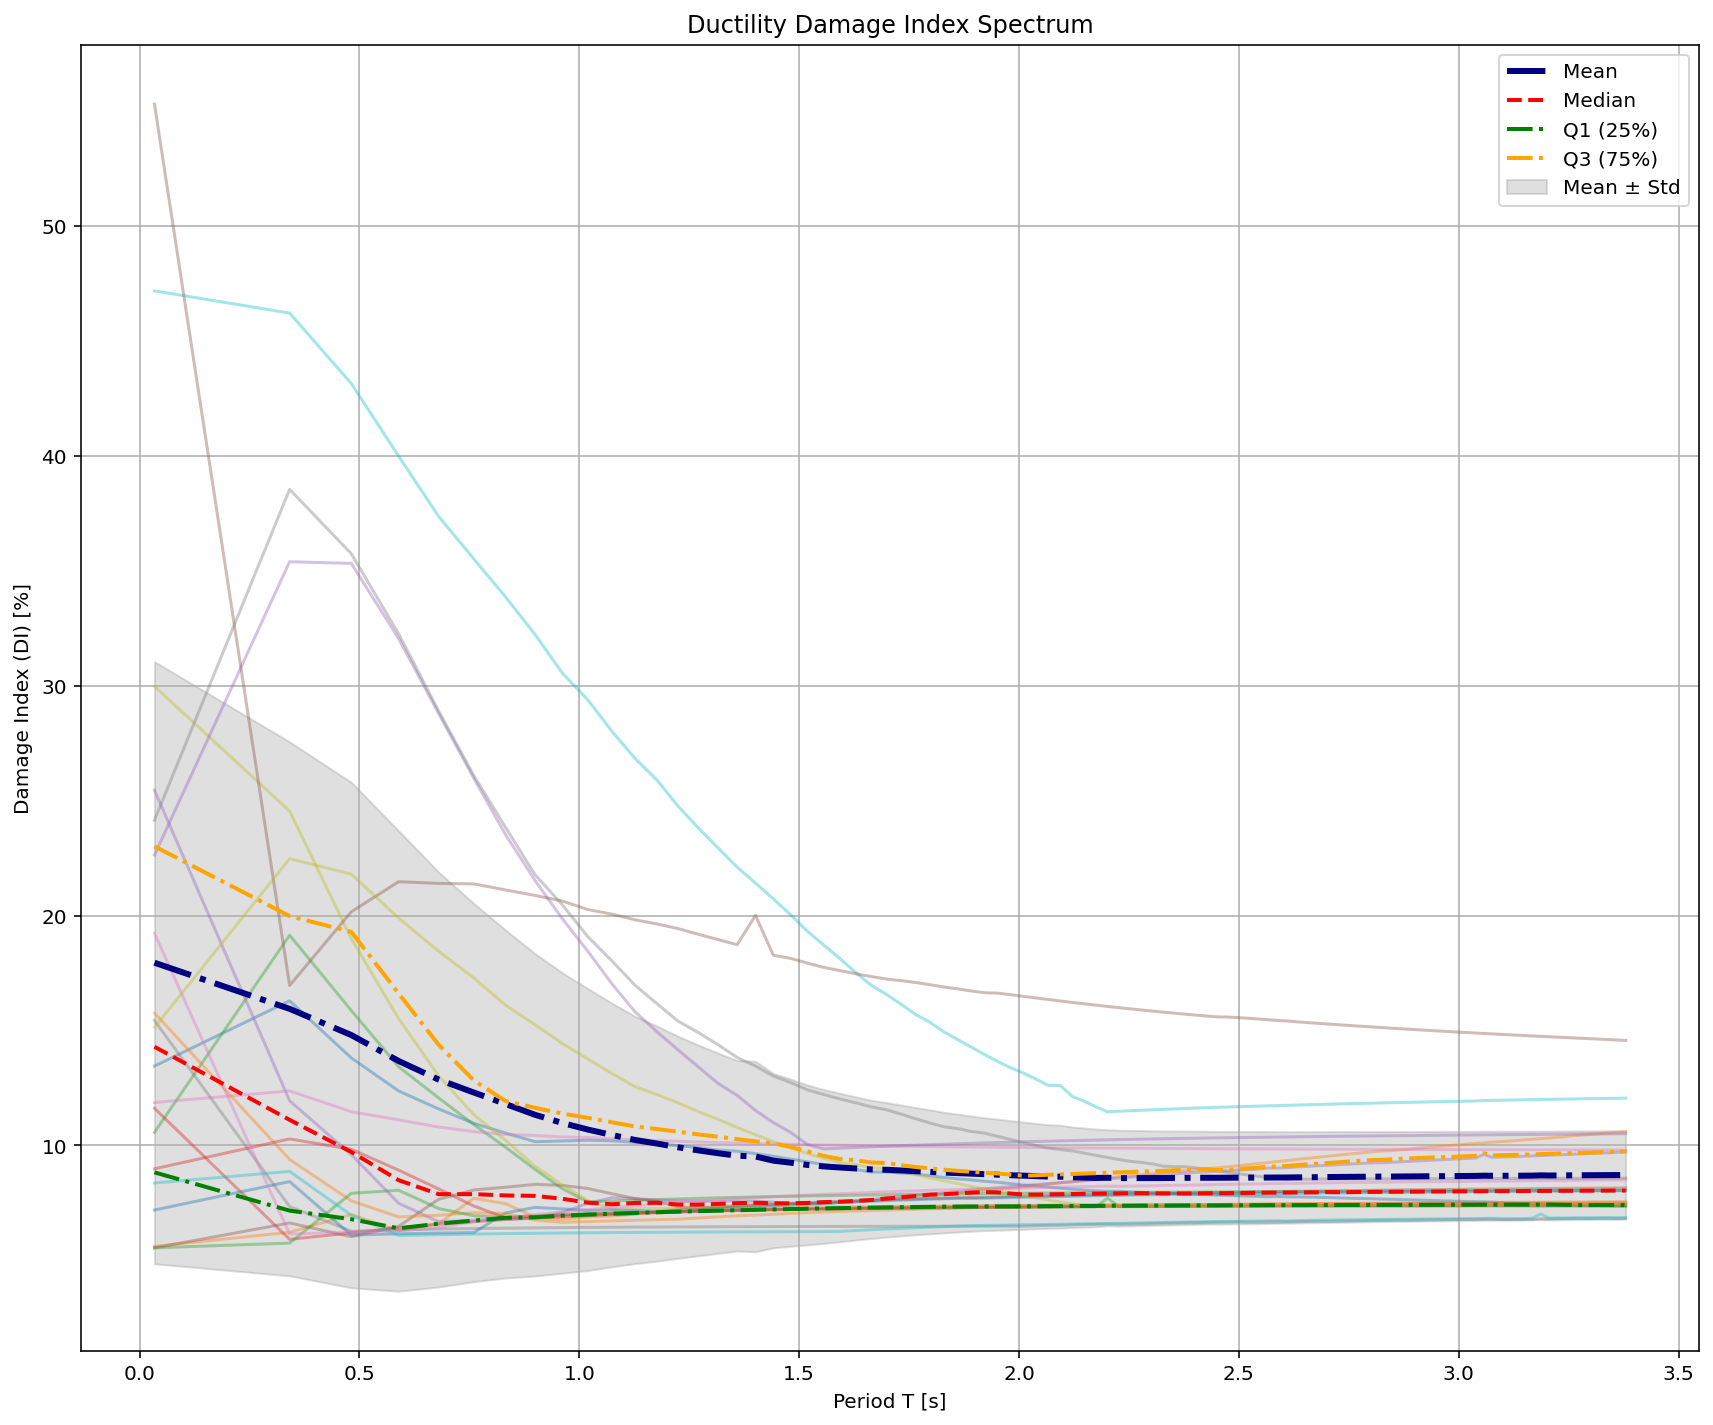 Ductility Damage Index Spectrum
Mean
Median
Q1 (25%)
Q3 (75%)
Mean ± Std
Damage Index (DI) [%]
50
40
30
20
10
0.0 0.5 1.0 1.5 2.0 2.5 3.0 3.5
Period T [s]